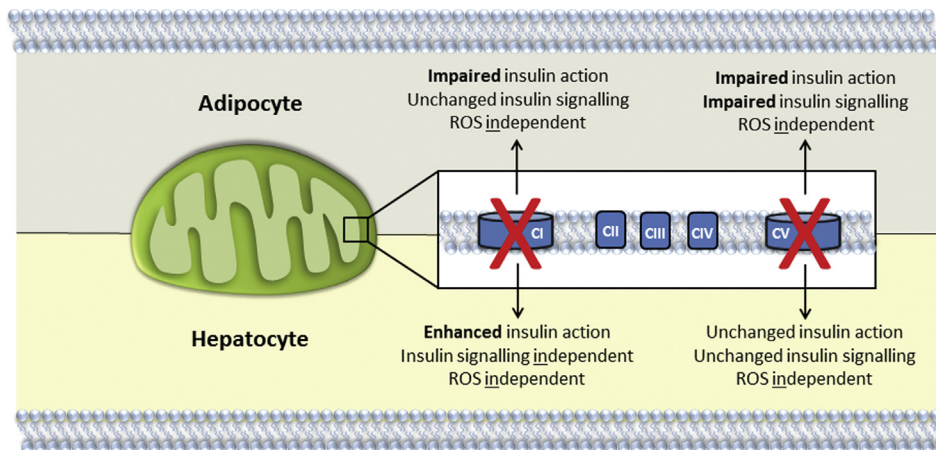 Adipocyte
Impaired insulin action
Unchanged insulin signalling
ROS independent
Impaired insulin action
Impaired insulin signalling
ROS independent
CI
CII
CIII
CIV
CV
Hepatocyte
Enhanced insulin action
Insulin signalling independent
ROS independent
Unchanged insulin action
Unchanged insulin signalling
ROS independent